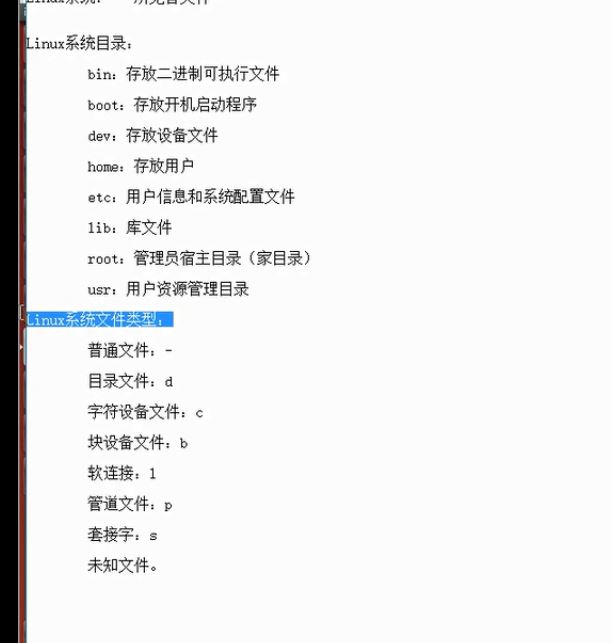 Linux系统目录：
bin：存放二进制可执行文件
boot：存放开机启动程序
dev：存放设备文件
home：存放用户
etc：用户信息和系统配置文件
lib：库文件
root：管理员宿主目录（家目录）
usr：用户资源管理目录
Linux系统文件类型：
普通文件：-
目录文件：d
字符设备文件：c
块设备文件：b
软连接：l
管道文件：p
套接字：s
未知文件。